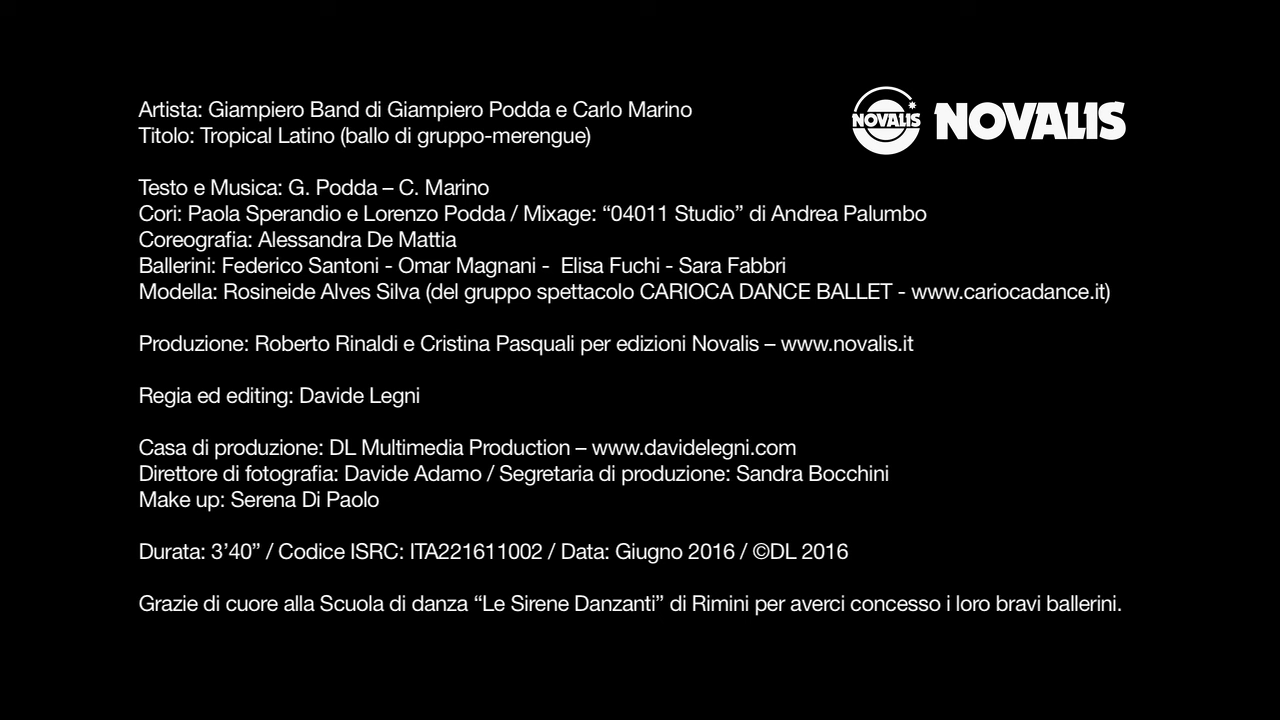 Artista: Giampiero Band di Giampiero Podda e Carlo Marino
Titolo: Tropical Latino (ballo di gruppo-merengue)
NOVALIS
NOVALIS
Testo e Musica: G. Podda – C. Marino
Cori: Paola Sperandio e Lorenzo Podda / Mixage: “04011 Studio” di Andrea Palumbo
Coreografia: Alessandra De Mattia
Ballerini: Federico Santoni - Omar Magnani -  Elisa Fuchi - Sara Fabbri
Modella: Rosineide Alves Silva (del gruppo spettacolo CARIOCA DANCE BALLET - www.cariocadance.it)
Produzione: Roberto Rinaldi e Cristina Pasquali per edizioni Novalis – www.novalis.it
Regia ed editing: Davide Legni
Casa di produzione: DL Multimedia Production – www.davidelegni.com
Direttore di fotografia: Davide Adamo / Segretaria di produzione: Sandra Bocchini
Make up: Serena Di Paolo
Durata: 3’40” / Codice ISRC: ITA221611002 / Data: Giugno 2016 / ©DL 2016
Grazie di cuore alla Scuola di danza “Le Sirene Danzanti” di Rimini per averci concesso i loro bravi ballerini.